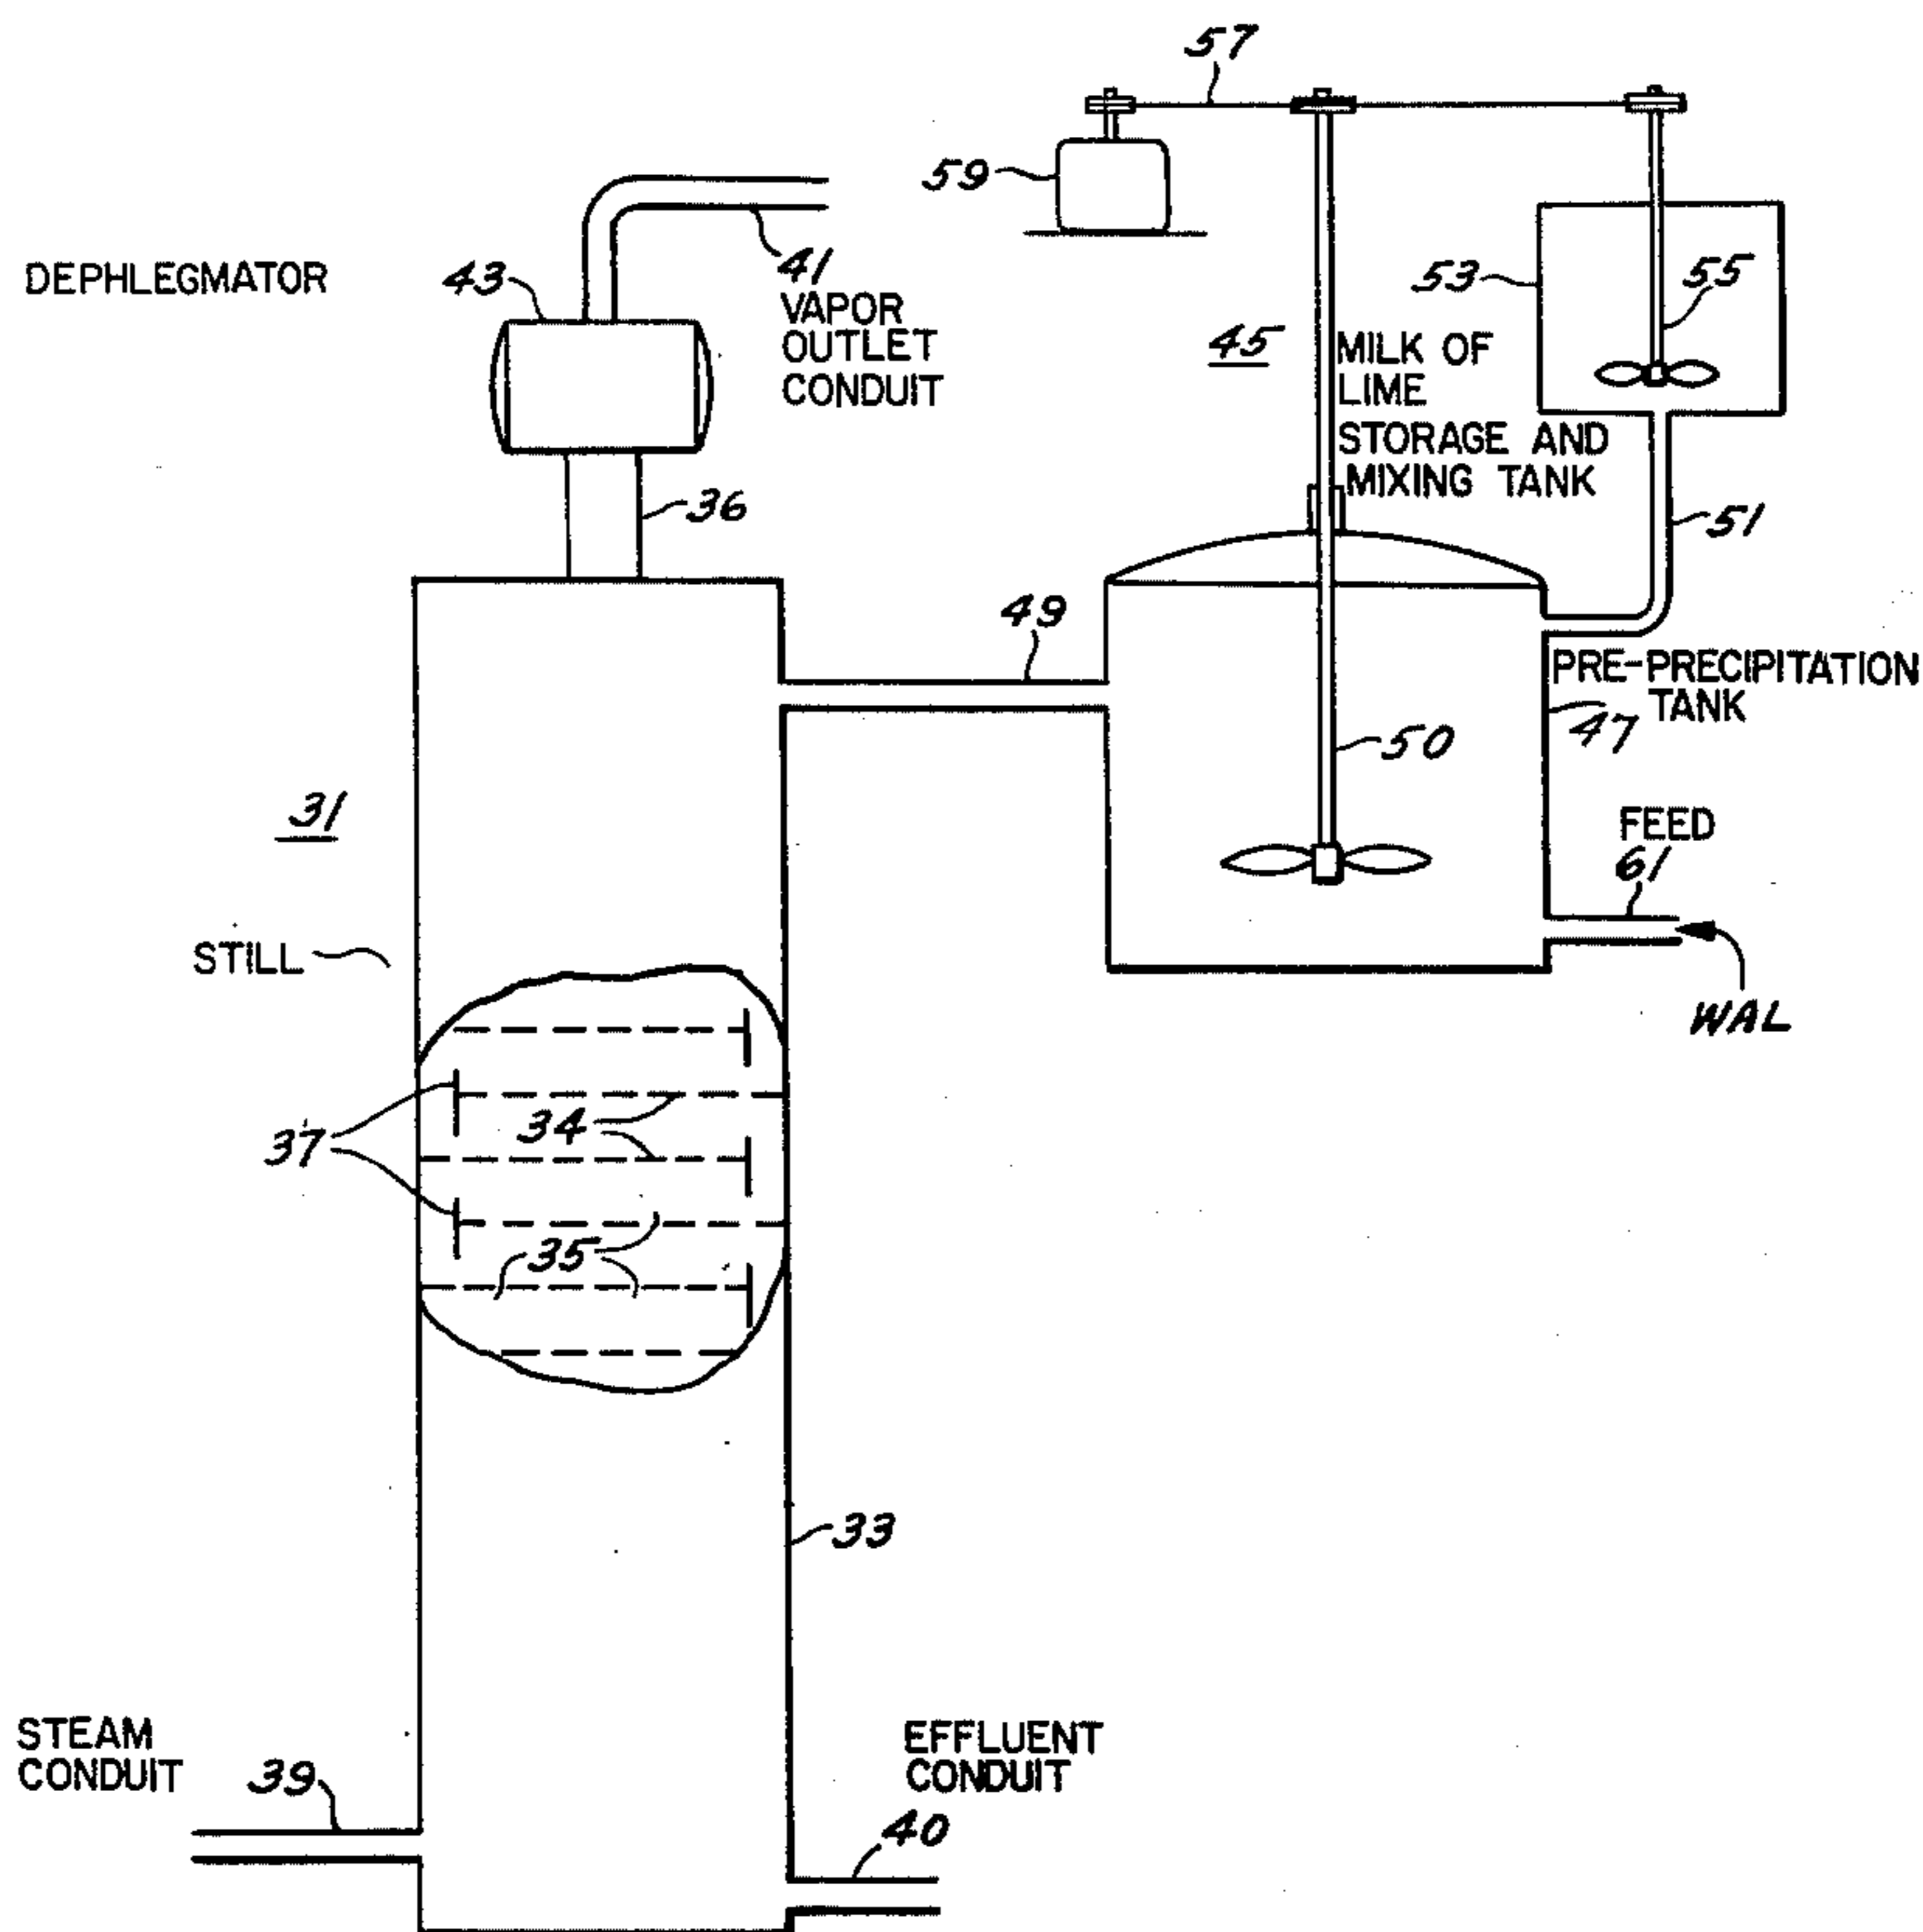 57
59
DEPHLEGMATOR
43
41
VAPOR
OUTLET
CONDUIT
53
55
45
MILK OF
LIME
STORAGE AND
MIXING TANK
36
51
49
PRE-PRECIPITATION
TANK
47
50
31
FEED
61
STILL
WAL
37
34
35
33
STEAM
CONDUIT
39
EFFLUENT
CONDUIT
40